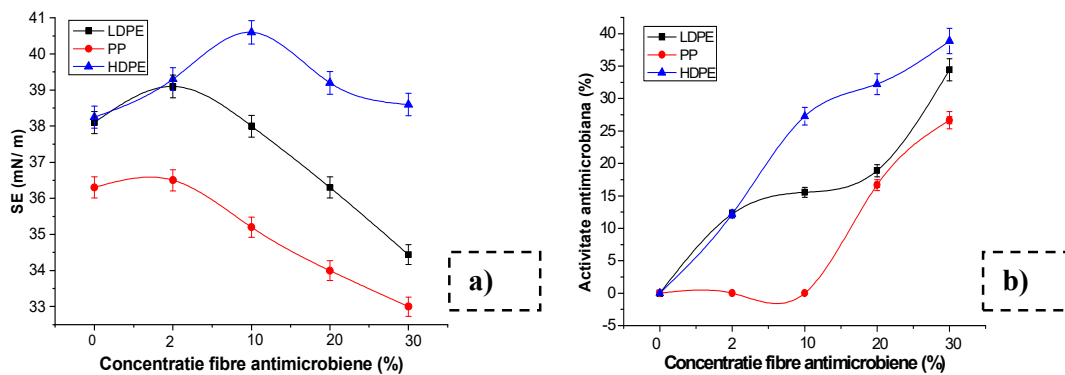 41
40
39
38
37
36
35
34
33
SE (mN/ m)
LDPE
PP
HDPE
0 2 10 20 30
Concentratie fibre antimicrobiene (%)
a)
40
35
30
25
20
15
10
5
0
-5
Activitate antimicrobiana (%)
LDPE
PP
HDPE
0 2 10 20 30
Concentratie fibre antimicrobiene (%)
b)